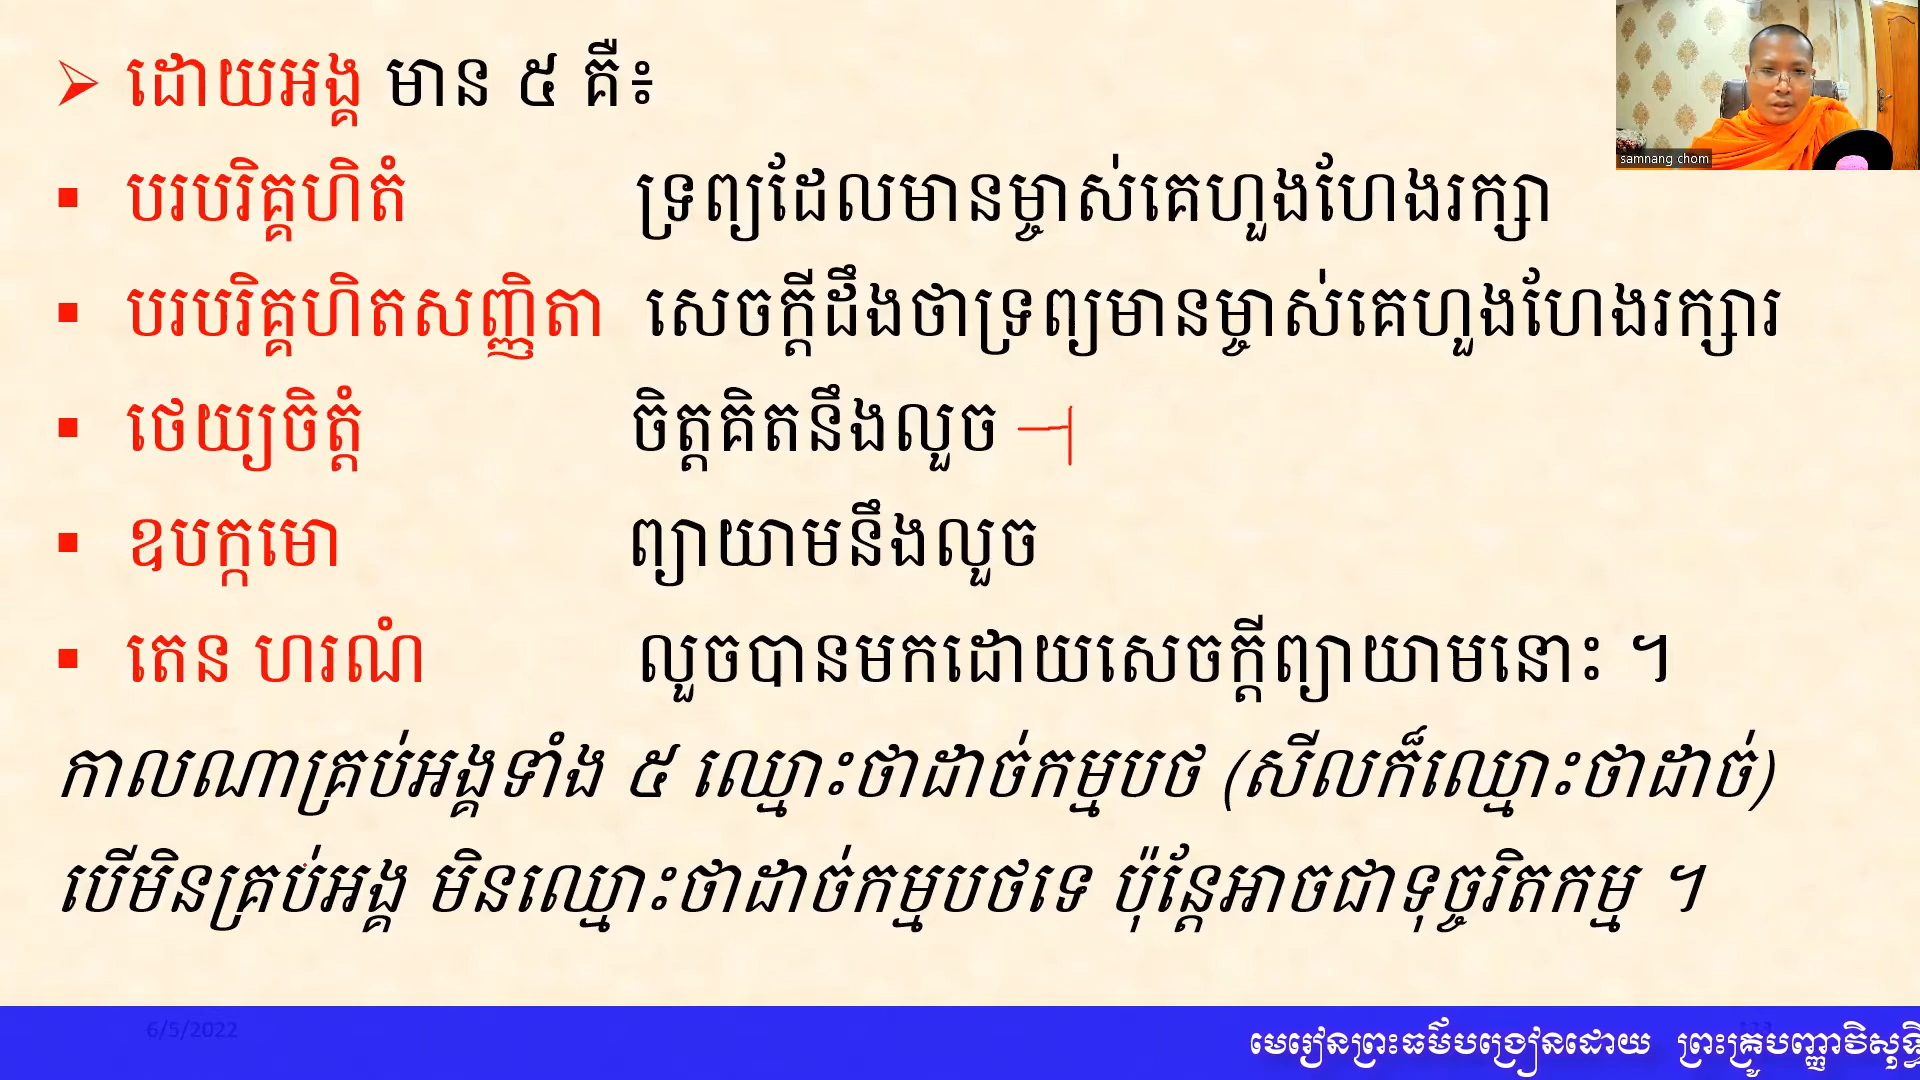 ដោយអង្គ មាន ៥ គឺ៖
samnang chom
បរបរិគ្គហិតំ ទ្រព្យដែលមានម្ចាស់គេហួងហែងរក្សា
បរបរិគ្គហិតសញ្ញិតា សេចក្តីដឹងថាទ្រព្យមានម្ចាស់គេហួងហែងរក្សារ
ថេយ្យចិត្តំ ចិត្តគិតនឹងលួច
ឧបក្កមោ ព្យាយាមនឹងលួច
តេន ហរណំ លួចបានមកដោយសេចក្តីព្យាយាមនោះ ។
កាលណាគ្រប់អង្គទាំង ៥ ឈ្មោះថាដាច់កម្មបថ (សីលក៏ឈ្មោះថាដាច់)
បើមិនគ្រប់អង្គ មិនឈ្មោះថាដាច់កម្មបថទេ ប៉ុន្តែអាចជាទុច្ចរិតកម្ម ។
6/5/2022
មេរៀនព្រះធម៌បង្រៀនដោយ ព្រះគ្រូបញ្ញាវិសុទ្ធិ